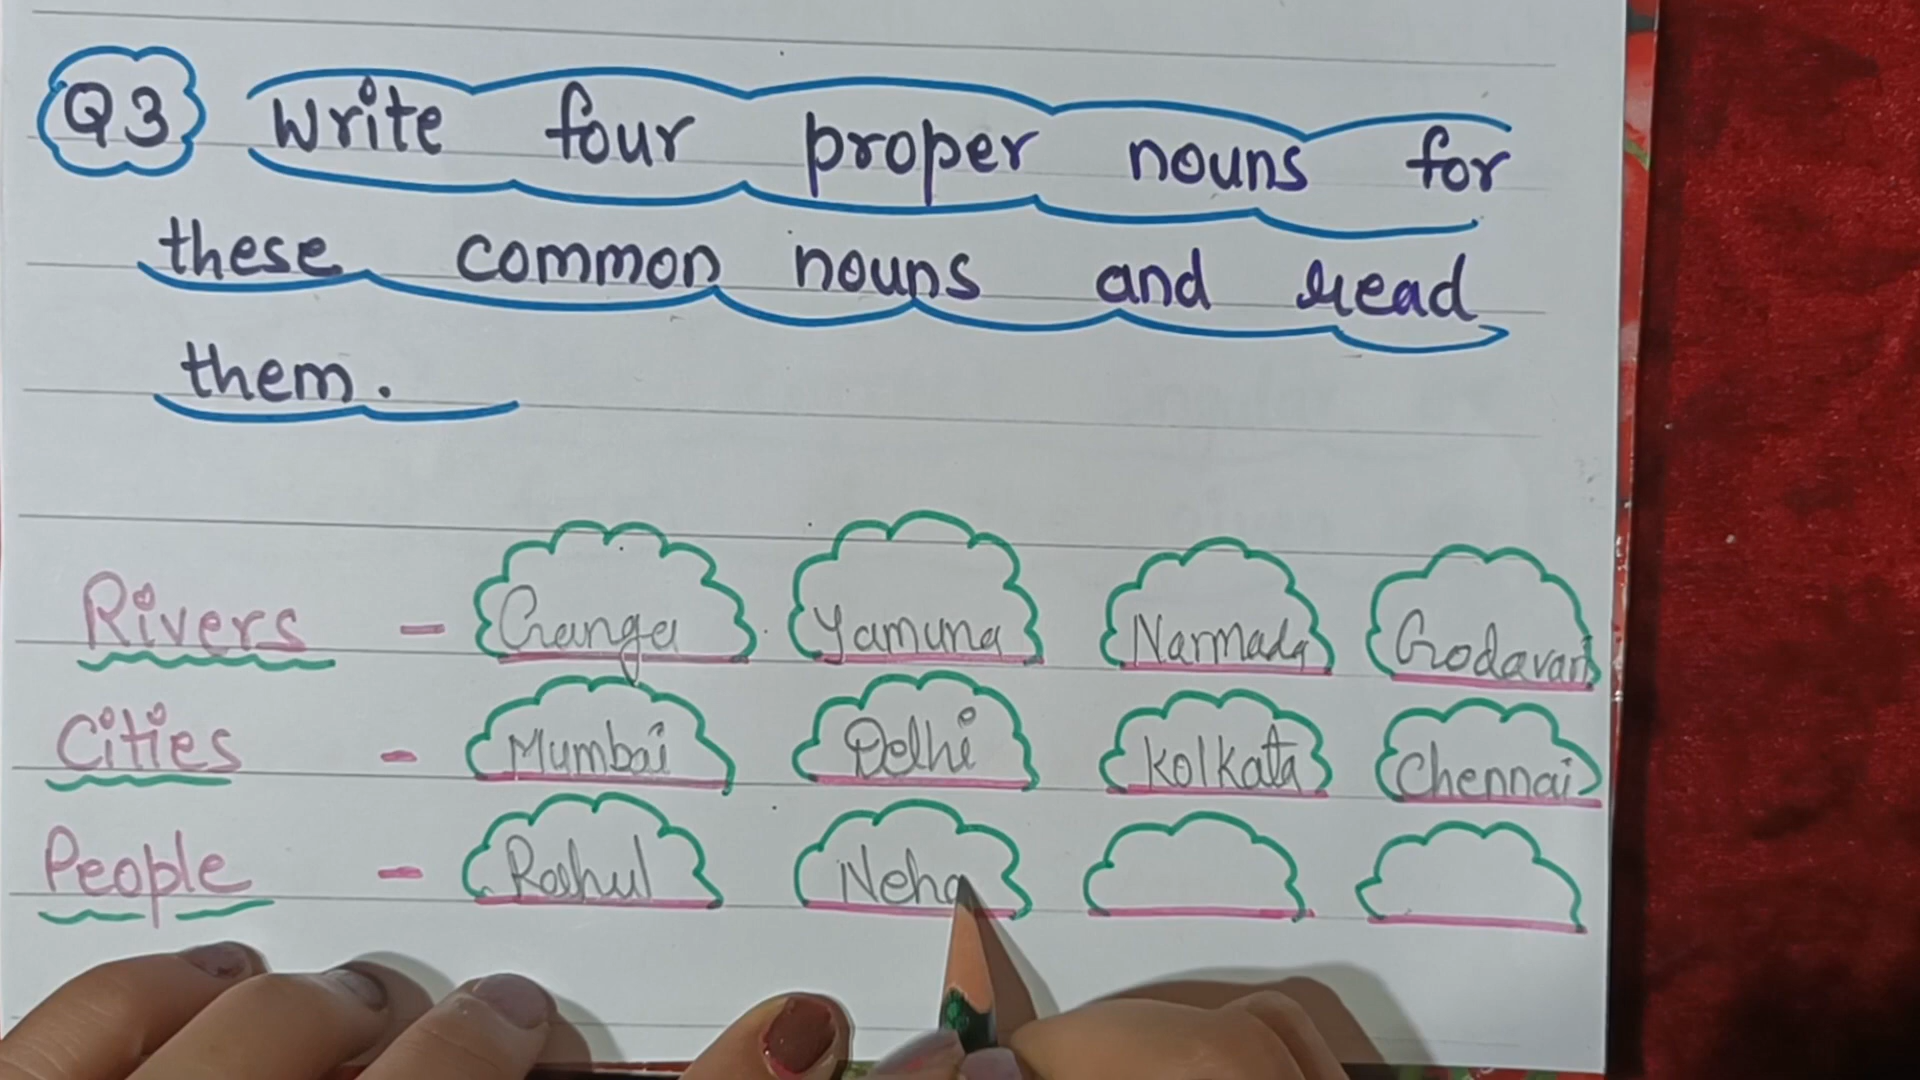 Q3 Write four proper nouns for
these common nouns and read
them.
Rivers - Ganga Yamuna Narmada Godavari
Cities - Mumbai Delhi Kolkata Chennai
People - Rahul Neha